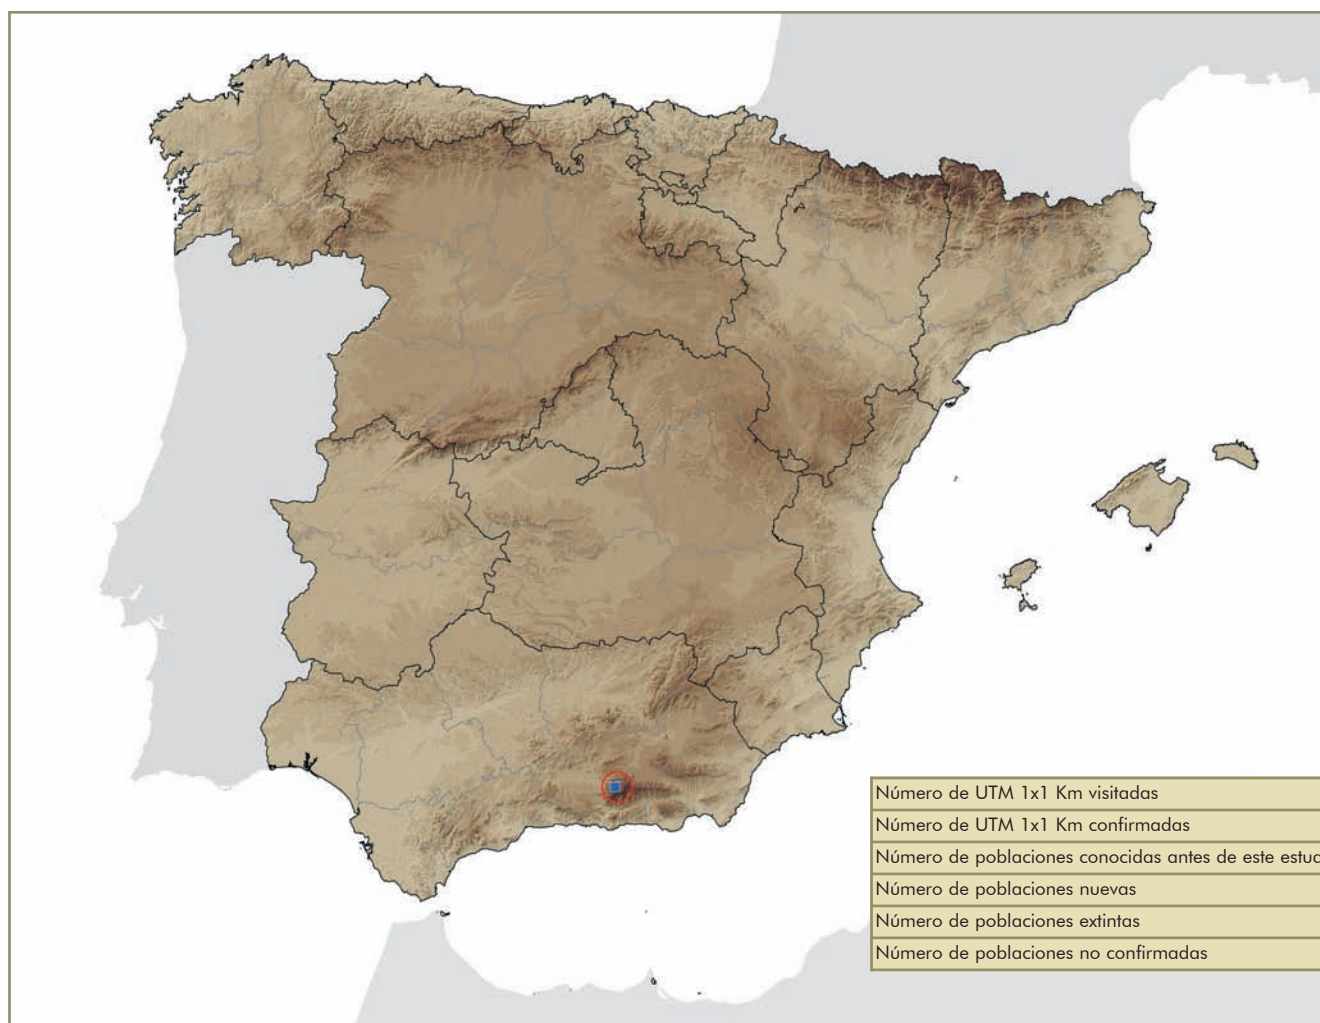 Número de UTM 1x1 Km visitadas
Número de UTM 1x1 Km confirmadas
Número de poblaciones conocidas antes de este estud
Número de poblaciones nuevas
Número de poblaciones extintas
Número de poblaciones no confirmadas